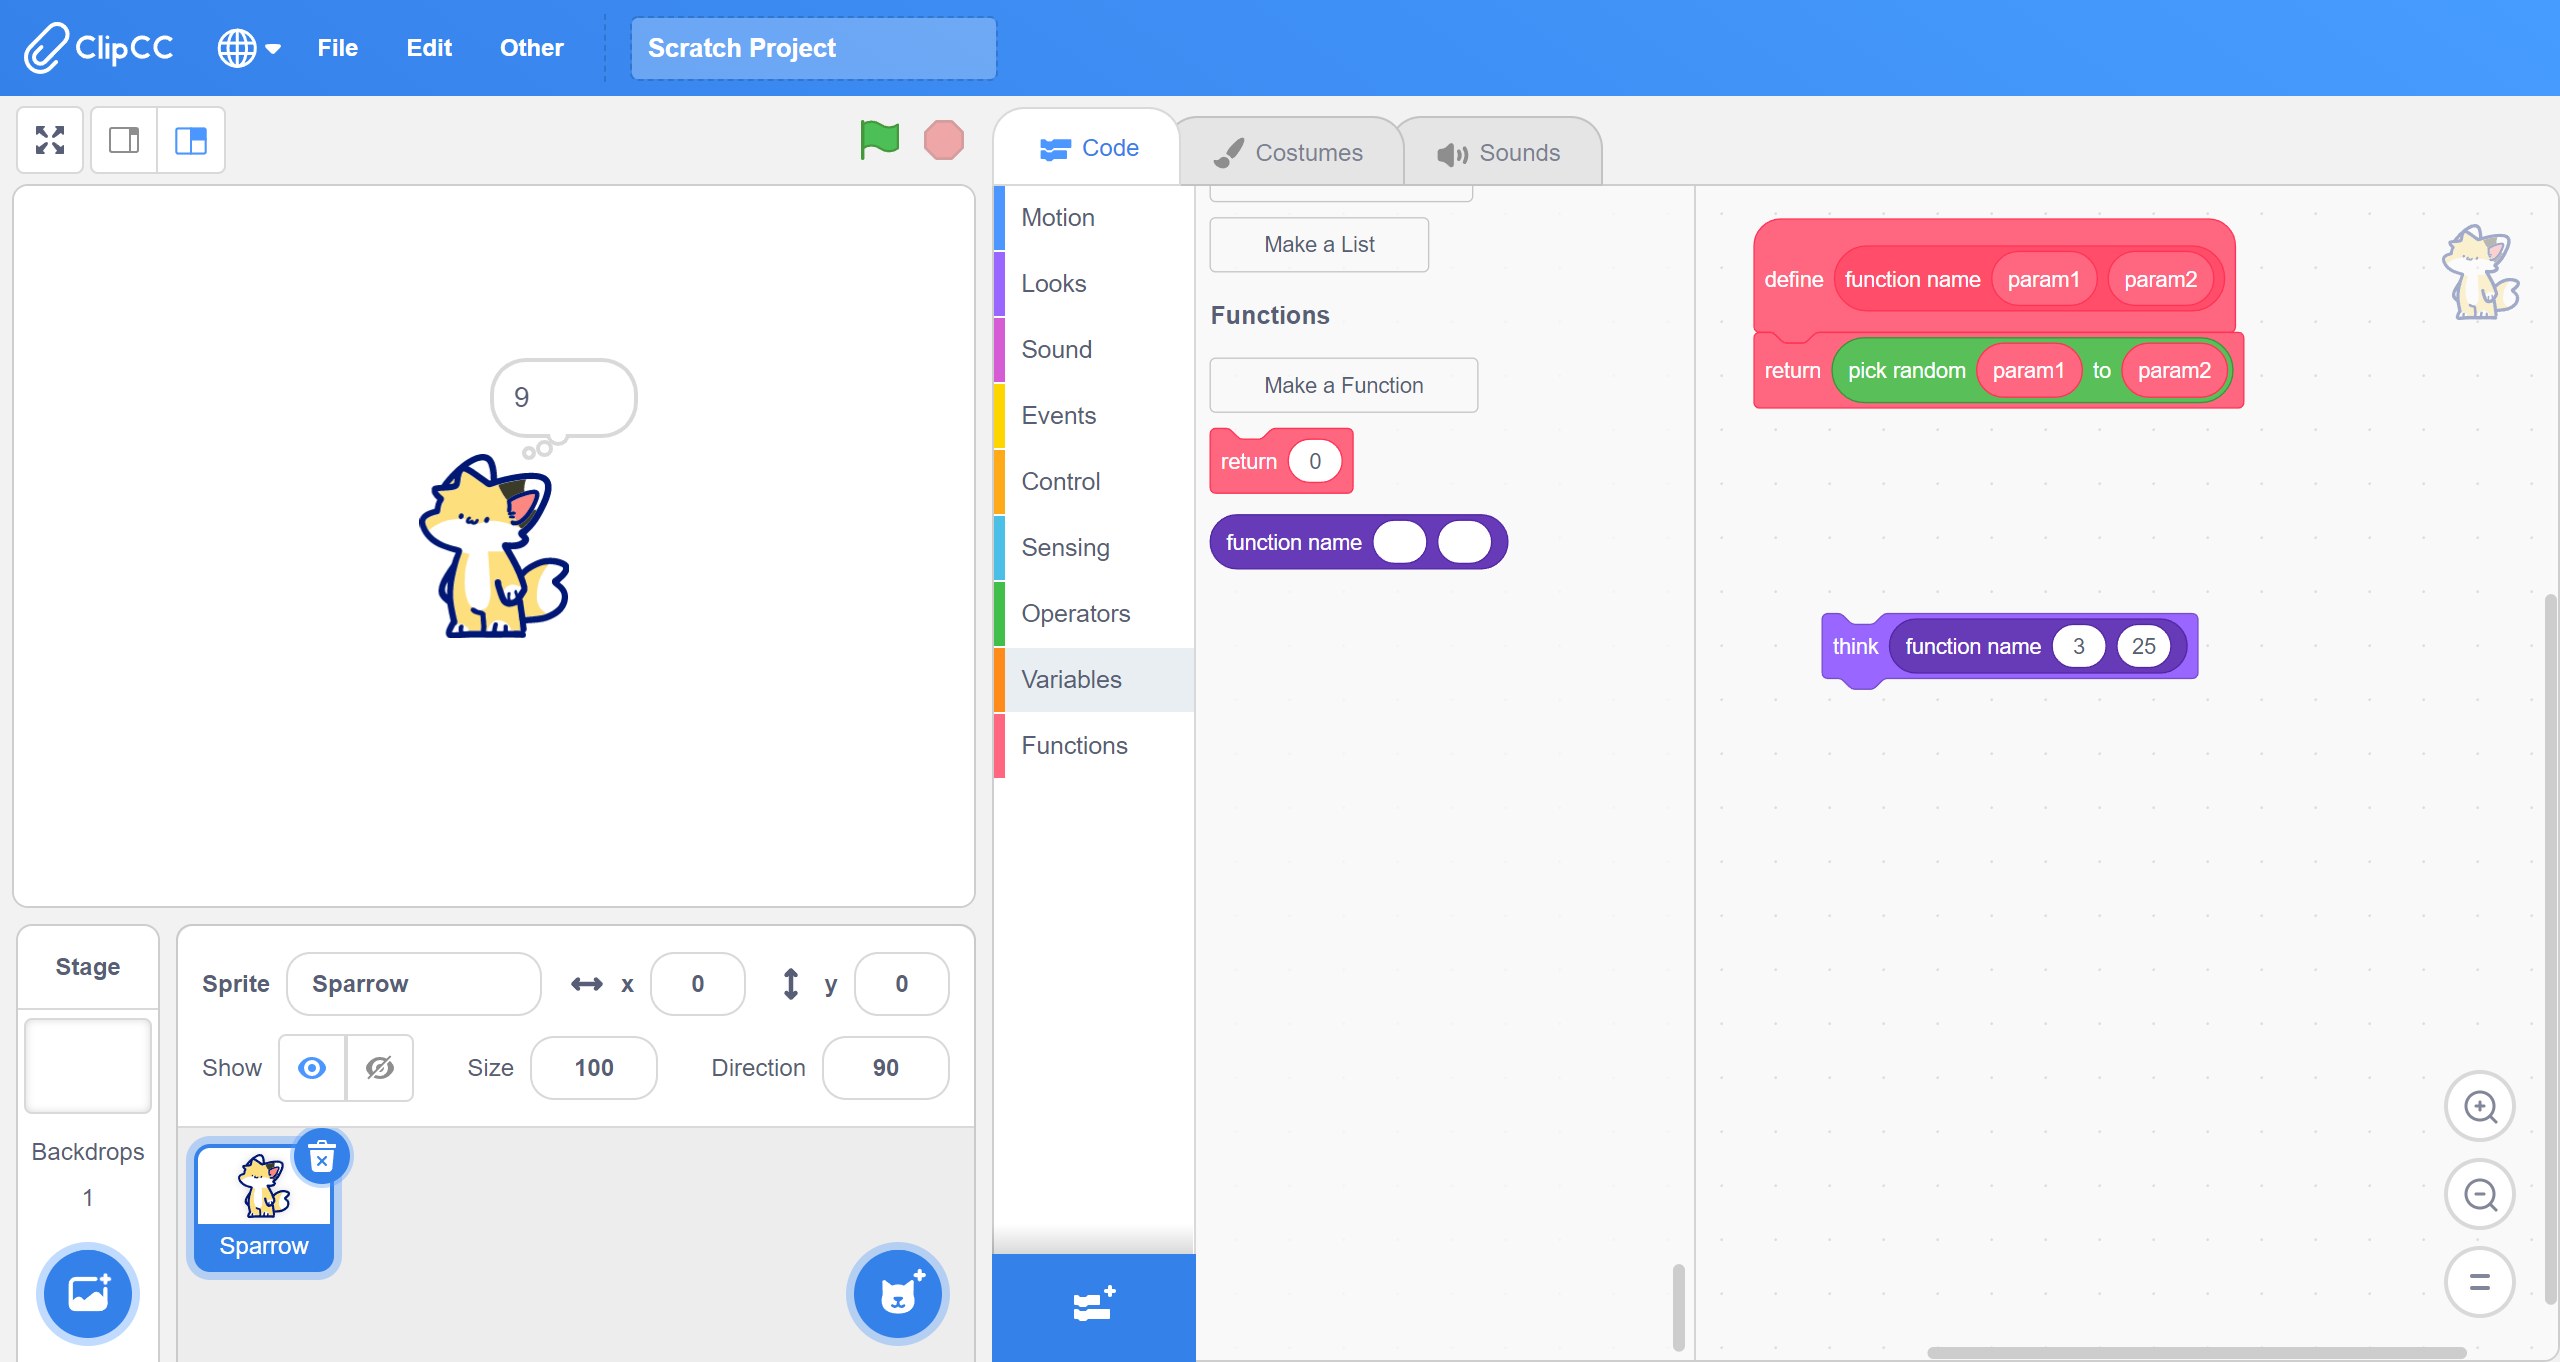 ClipCC File Edit Other Scratch Project
Code Costumes Sounds
9
Motion
Looks
Sound
Events
Control
Sensing
Operators
Variables
Functions
Make a List
Functions
Make a Function
return 0
function name
define function name param1 param2
return pick random param1 to param2
think function name 3 25
Stage
Backdrops
1
Sprite Sparrow x 0 y 0
Show Size 100 Direction 90
Sparrow